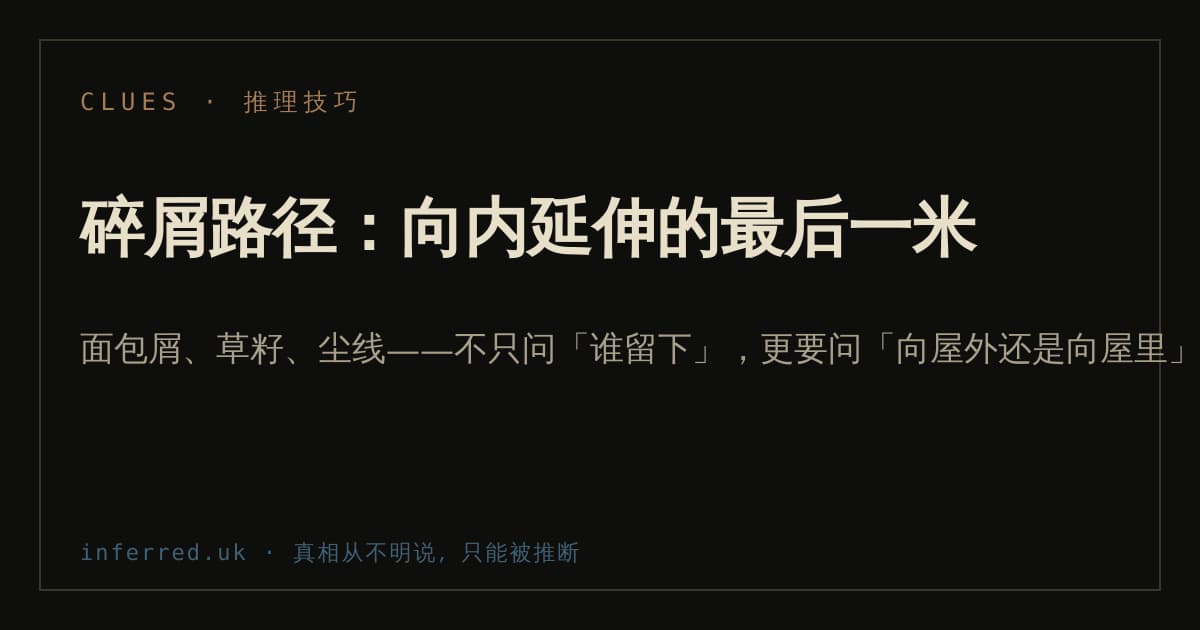 CLUES · 推理技巧
碎屑路径：向内延伸的最后一米
面包屑、草籽、尘线——不只问「谁留下」，更要问「向屋外还是向屋里」
inferred.uk · 真相从不明说, 只能被推断